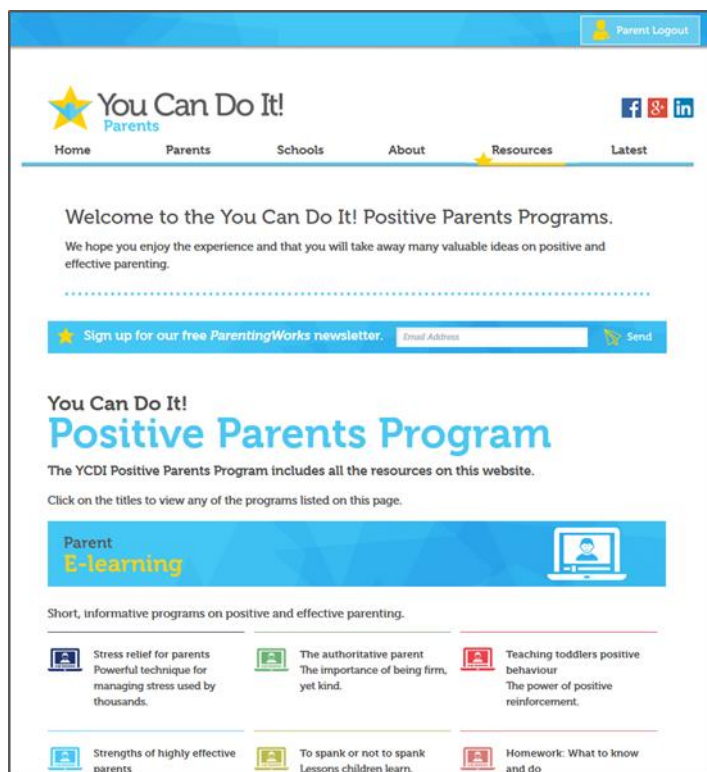 Parent Logout
You Can Do It!
Parents
Home Parents Schools About Resources Latest
Welcome to the You Can Do It! Positive Parents Programs.
We hope you enjoy the experience and that you will take away many valuable ideas on positive and
effective parenting.
Sign up for our free ParentingWorks newsletter. Email Address Send
You Can Do It!
Positive Parents Program
The YCDI Positive Parents Program includes all the resources on this website.
Click on the titles to view any of the programs listed on this page.
Parent
E-learning
Short, informative programs on positive and effective parenting.
Stress relief for parents
Powerful technique for
managing stress used by
thousands.
The authoritative parent
The importance of being firm,
yet kind.
Teaching toddlers positive
behaviour
The power of positive
reinforcement.
Strengths of highly effective
parents
To spank or not to spank
Lessons children learn.
Homework: What to know
and do